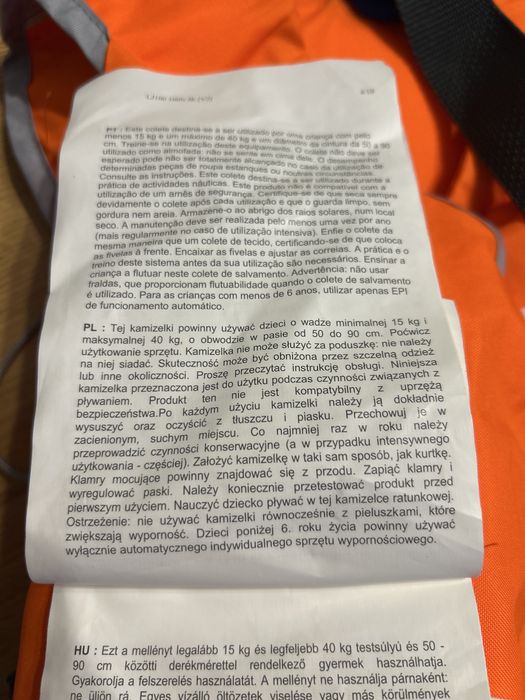 PT : Este colete destina-se a ser utilizado por uma criança com pelo
menos 15 kg e um máximo de 40 kg e um diâmetro da cintura da 50 a 90
cm. Treine-se na utilização deste equipamento. O colete não deve ser
utilizado como almofada: não se sente em cima dele. O desempenho
esperado pode não ser totalmente alcançado no caso da utilização de
determinadas peças de roupa estanques ou noutras circunstâncias.
Consulte as instruções. Este colete destina-se a ser utilizado durante a
prática de actividades náuticas. Este produto não é compatível com a
utilização de um arnês de segurança. Certifique-se de que seca sempre
devidamente o colete após cada utilização e que o guarda limpo, sem
gordura nem areia. Armazene-o ao abrigo dos raios solares, num local
seco. A manutenção deve ser realizada pelo menos uma vez por ano
(mais regularmente no caso de utilização intensiva). Enfie o colete da
mesma maneira que um colete de tecido, certificando-se de que coloca
as fivelas à frente. Encaixar as fivelas e ajustar as correias. A prática e o
treino deste sistema antes da sua utilização são necessários. Ensinar a
criança a flutuar neste colete de salvamento. Advertência: não usar
fraldas, que proporcionam flutuabilidade quando o colete de salvamento
é utilizado. Para as crianças com menos de 6 anos, utilizar apenas EPI
de funcionamento automático.
PL : Tej kamizelki powinny używać dzieci o wadze minimalnej 15 kg i
maksymalnej 40 kg, o obwodzie w pasie od 50 do 90 cm. Poćwicz
użytkowanie sprzętu. Kamizelka nie może służyć za poduszkę: nie należy
na niej siadać. Skuteczność może być obniżona przez szczelną odzież
lub inne okoliczności. Proszę przeczytać instrukcję obsługi. Niniejsza
kamizelka przeznaczona jest do użytku podczas czynności związanych z
pływaniem. Produkt ten nie jest kompatybilny z uprzężą
bezpieczeństwa.Po każdym użyciu kamizelki należy ją dokładnie
wysuszyć oraz oczyścić z tłuszczu i piasku. Przechowuj je w
zacienionym, suchym miejscu. Co najmniej raz w roku należy
przeprowadzić czynności konserwacyjne (a w przypadku intensywnego
użytkowania - częściej). Założyć kamizelkę w taki sam sposób, jak kurtkę.
Klamry mocujące powinny znajdować się z przodu. Zapiąć klamry i
wyregulować paski. Należy koniecznie przetestować produkt przed
pierwszym użyciem. Nauczyć dziecko pływać w tej kamizelce ratunkowej.
Ostrzeżenie: nie używać kamizelki równocześnie z pieluszkami, które
zwiększają wyporność. Dzieci poniżej 6. roku życia powinny używać
wyłącznie automatycznego indywidualnego sprzętu wypornościowego.
HU : Ezt a mellényt legalább 15 kg és legfeljebb 40 kg testsúlyú és 50 -
90 cm közötti derékmérettel rendelkező gyermek használhatja.
Gyakorolja a felszerelés használatát. A mellényt ne használja párnaként:
ne üljön rá. Egyes vízálló öltözetek viselése vagy más körülmények